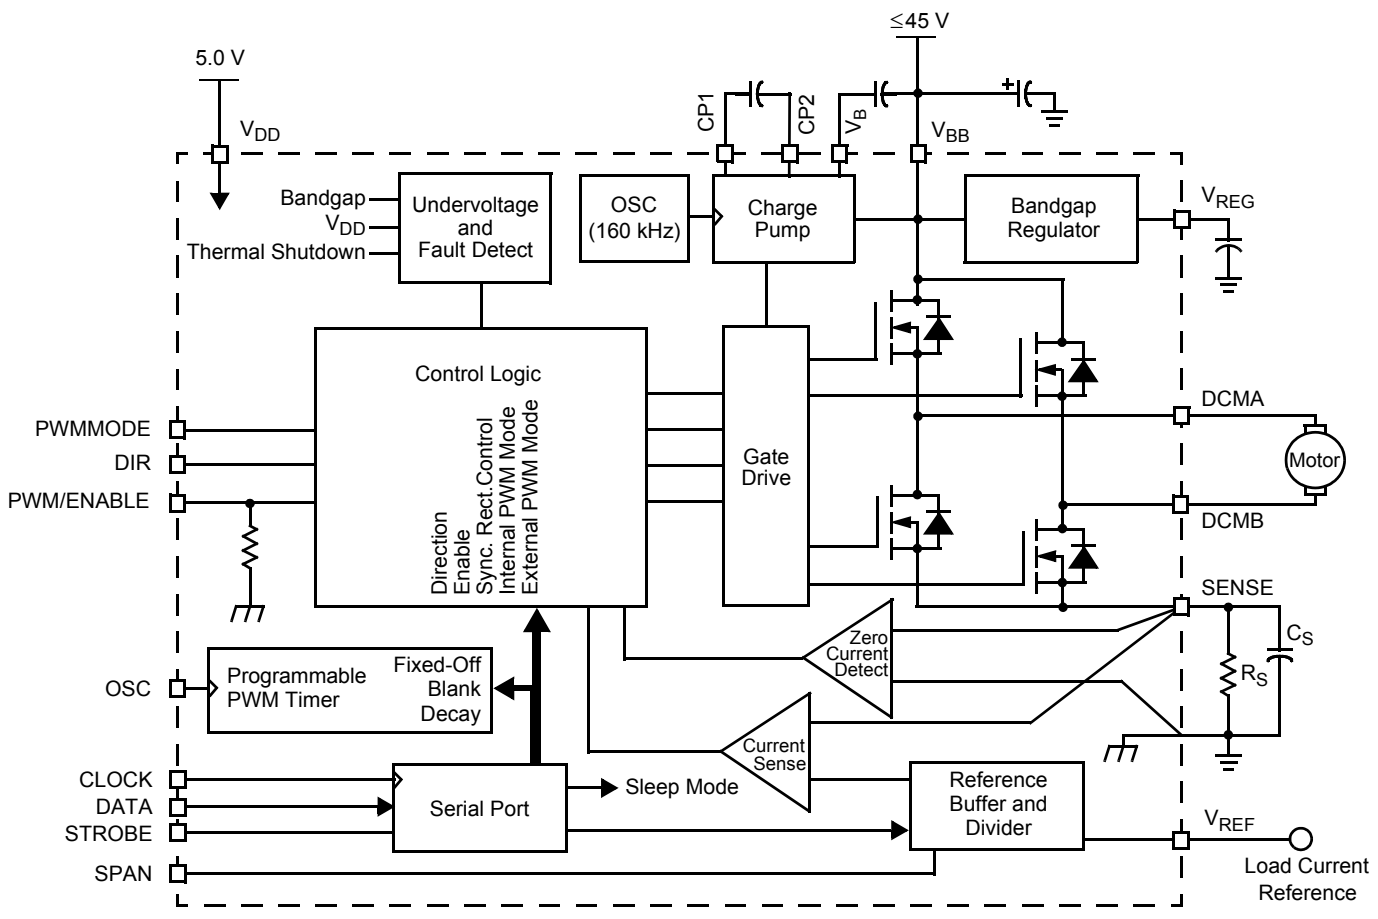 ≤45 V
5.0 V
VDD
CP1
CP2
VB
VBB
Bandgap
VDD
Thermal Shutdown
Undervoltage
and
Fault Detect
OSC
(160 kHz)
Charge
Pump
Bandgap
Regulator
VREG
Control Logic
Direction
Enable
Sync. Rect.Control
Internal PWM Mode
External PWM Mode
Gate
Drive
PWMMODE
DIR
PWM/ENABLE
DCMA
Motor
DCMB
SENSE
CS
RS
Zero
Current
Detect
OSC
Programmable
PWM Timer
Fixed-Off
Blank
Decay
Current
Sense
CLOCK
DATA
STROBE
SPAN
Serial Port
Sleep Mode
Reference
Buffer and
Divider
VREF
Load Current
Reference
+